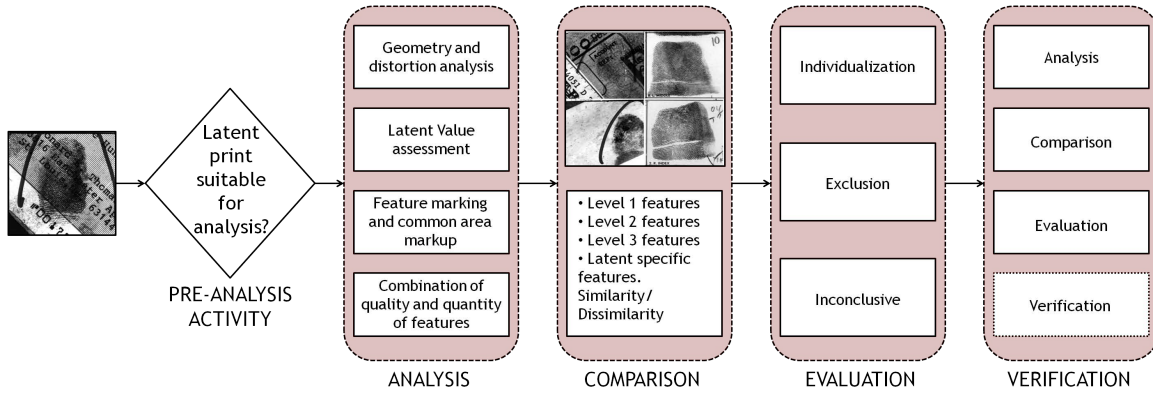 Latent
print
suitable
for
analysis?
PRE-ANALYSIS
ACTIVITY
Geometry and
distortion analysis
Latent Value
assessment
Feature marking
and common area
markup
Combination of
quality and quantity
of features
ANALYSIS
• Level 1 features
• Level 2 features
• Level 3 features
• Latent specific
features.
Similarity/
Dissimilarity
COMPARISON
Individualization
Exclusion
Inconclusive
EVALUATION
Analysis
Comparison
Evaluation
Verification
VERIFICATION